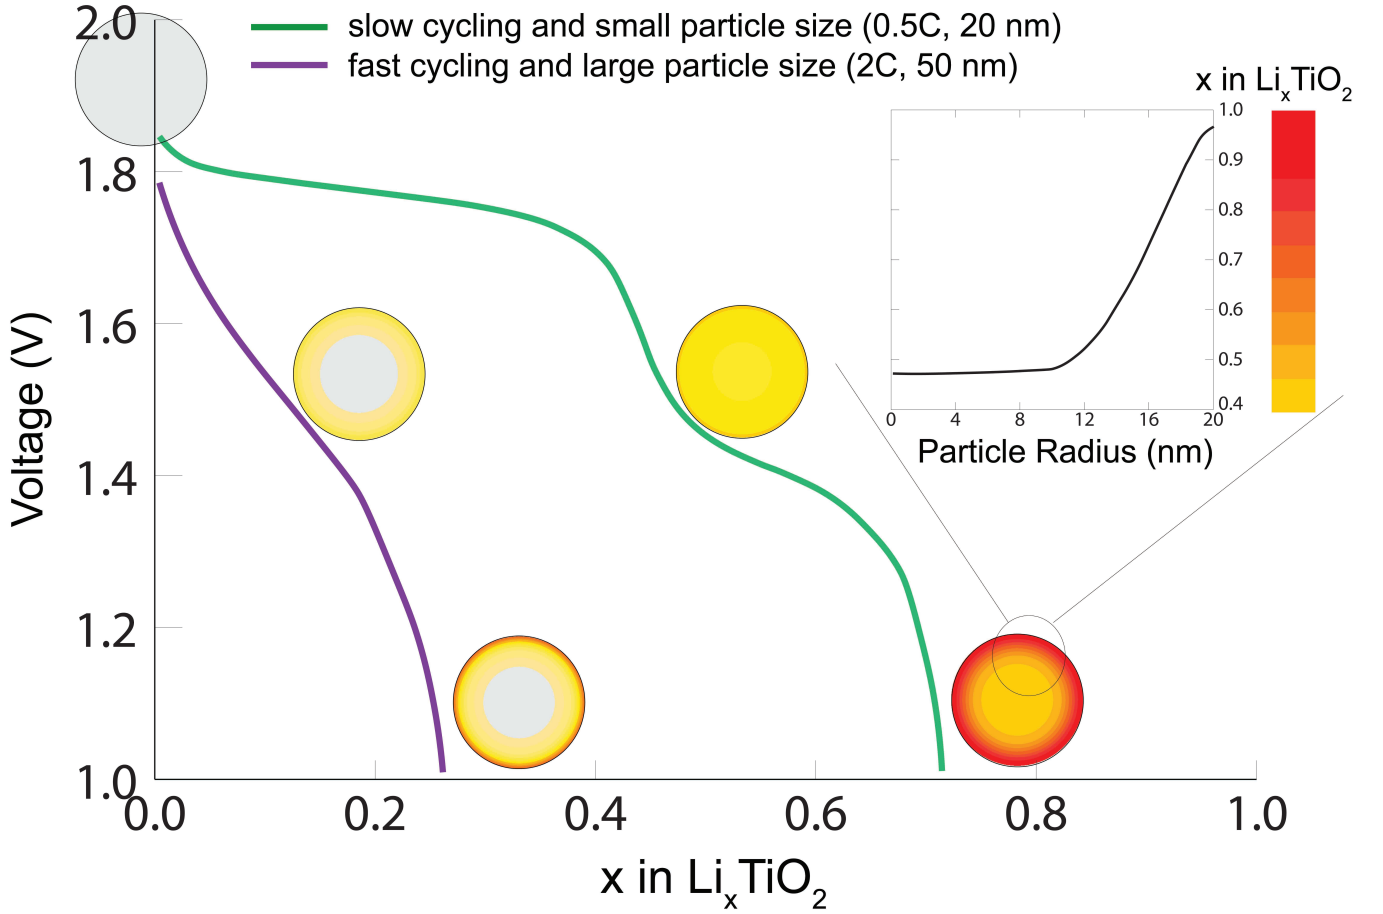 slow cycling and small particle size (0.5C, 20 nm)
fast cycling and large particle size (2C, 50 nm)
x in LiₓTiO₂
2.0
1.8
1.6
1.4
1.2
1.0
Voltage (V)
0.0 0.2 0.4 0.6 0.8 1.0
x in LiₓTiO₂
1.0
0.9
0.8
0.7
0.6
0.5
0.4
0 4 8 12 16 20
Particle Radius (nm)